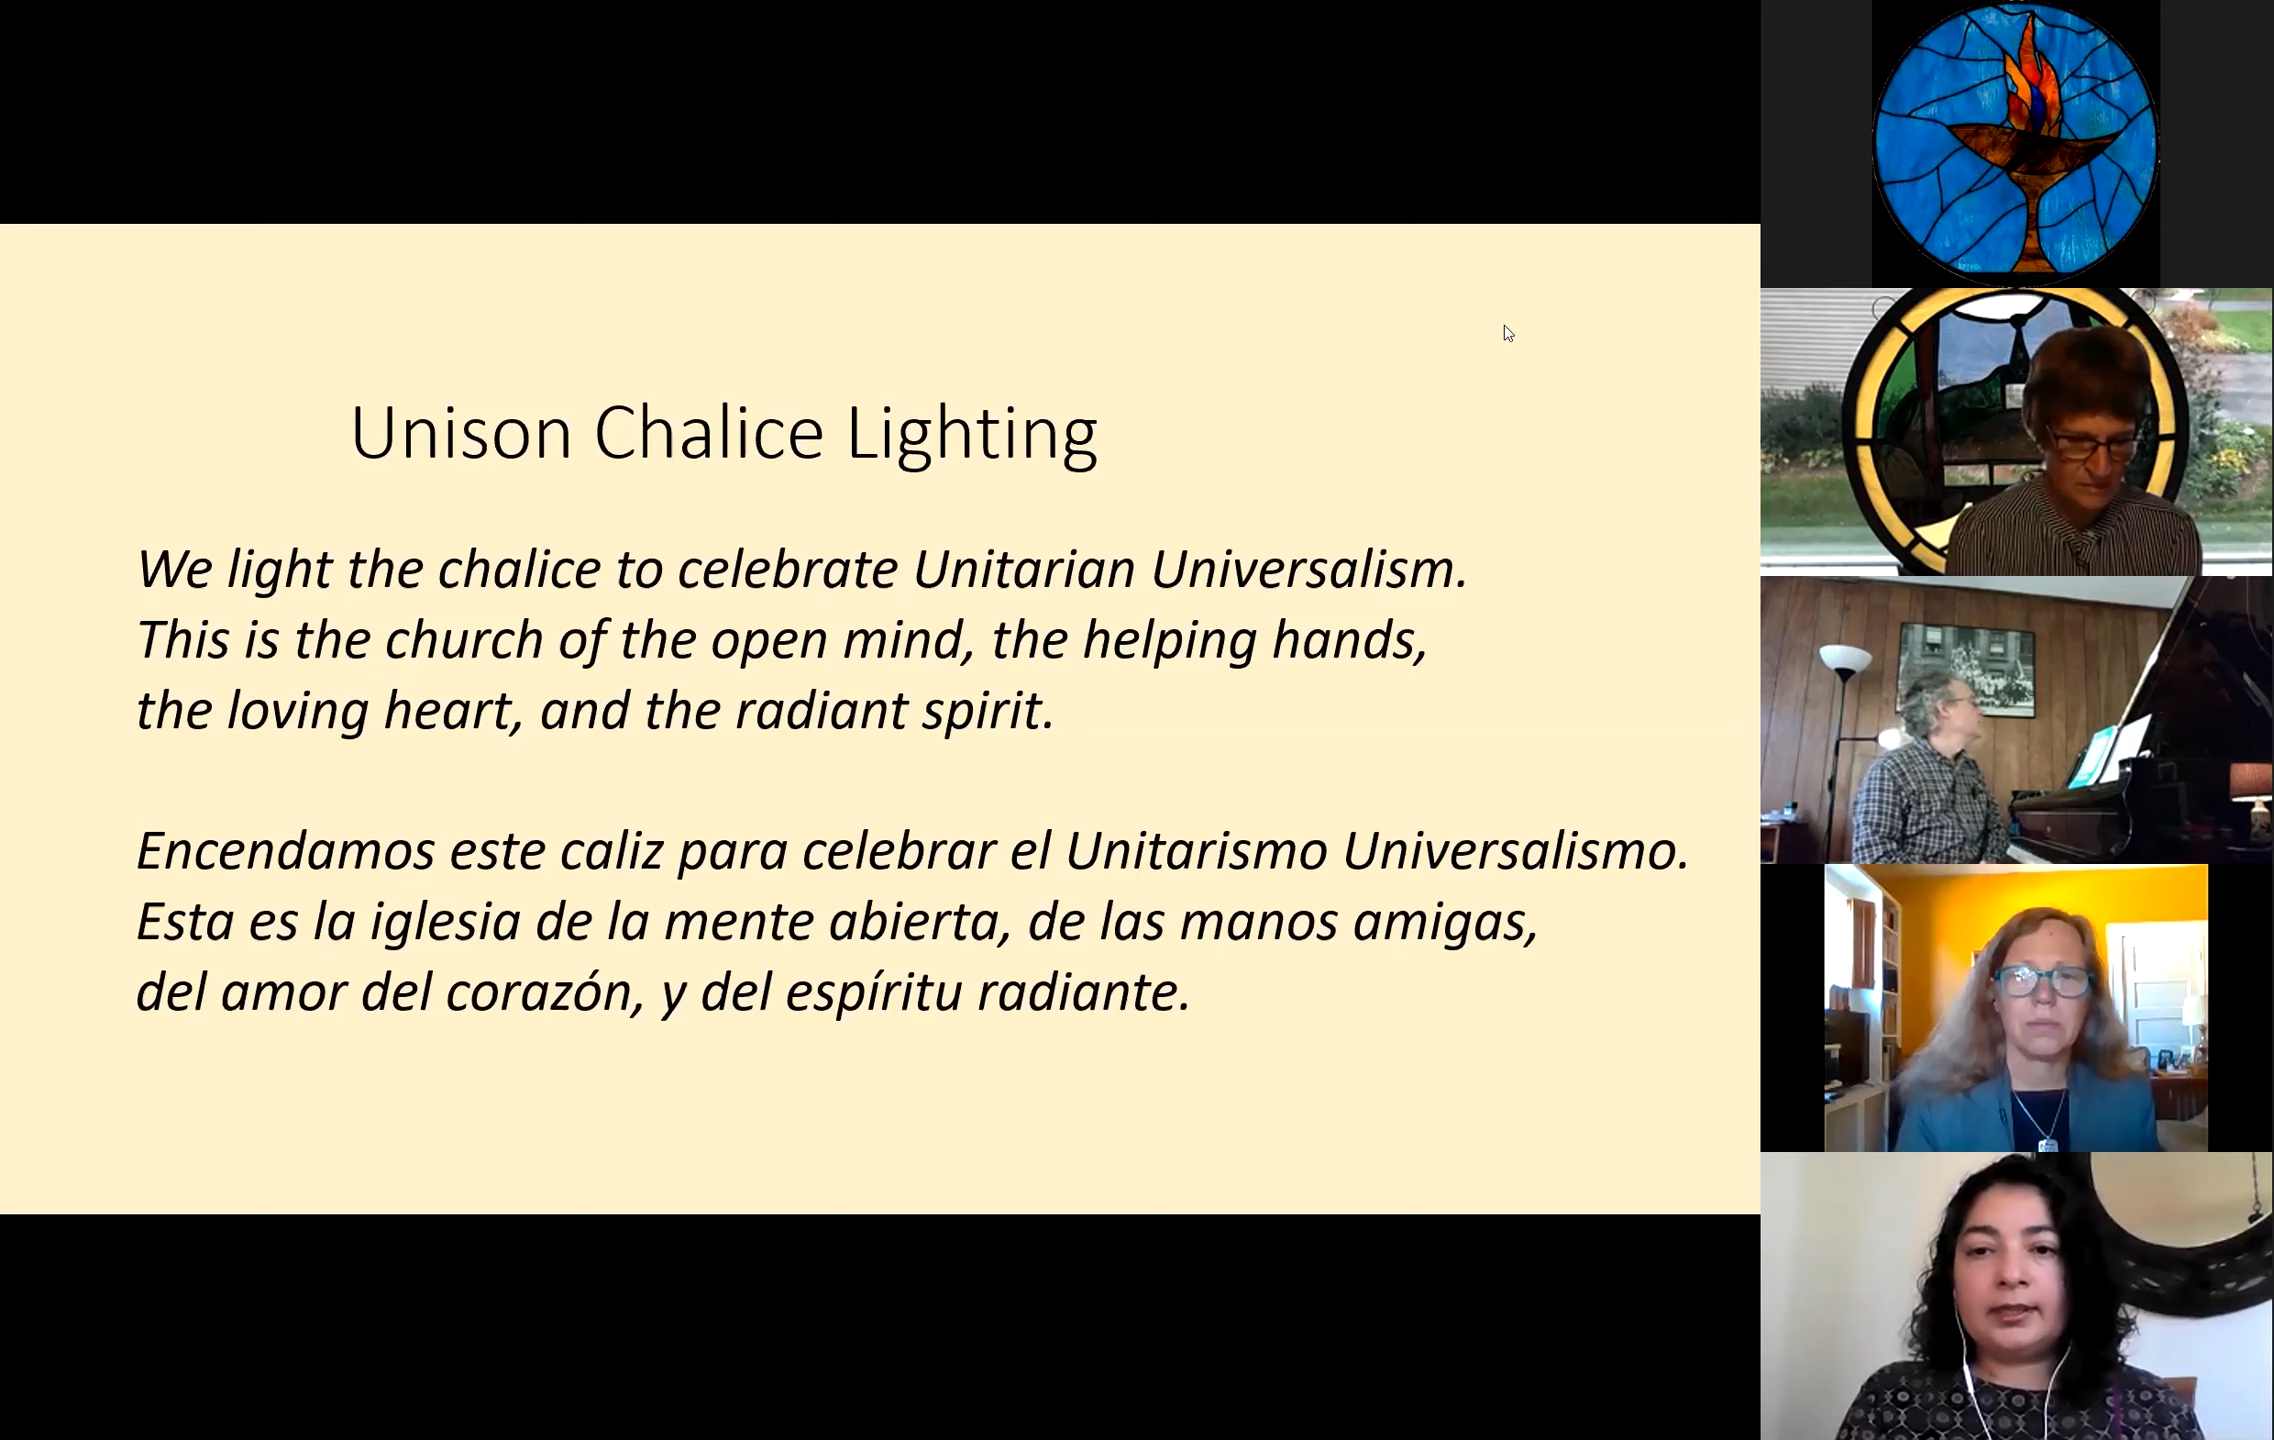 Unison Chalice Lighting
We light the chalice to celebrate Unitarian Universalism.
This is the church of the open mind, the helping hands,
the loving heart, and the radiant spirit.
Encendamos este caliz para celebrar el Unitarismo Universalismo.
Esta es la iglesia de la mente abierta, de las manos amigas,
del amor del corazón, y del espíritu radiante.